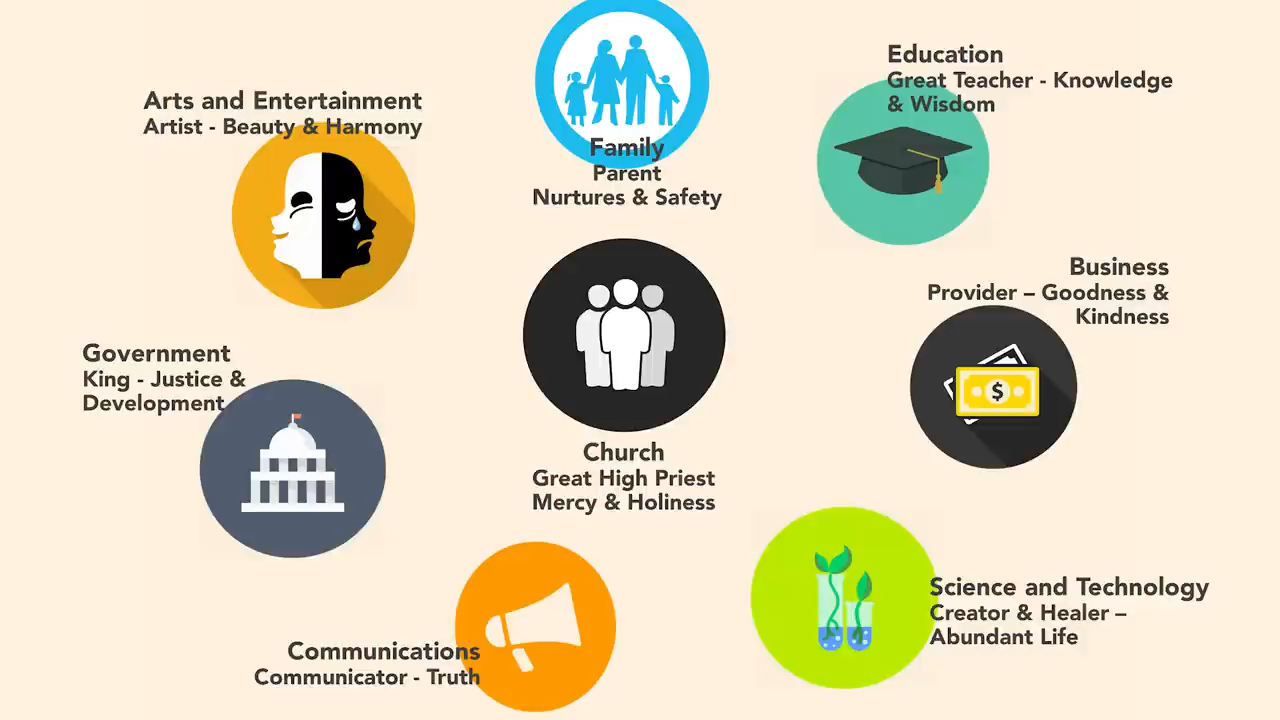 Family
Parent
Nurtures & Safety
Education
Great Teacher - Knowledge
& Wisdom
Arts and Entertainment
Artist - Beauty & Harmony
Business
Provider – Goodness &
Kindness
Government
King - Justice &
Development
$
Church
Great High Priest
Mercy & Holiness
Science and Technology
Creator & Healer –
Abundant Life
Communications
Communicator - Truth